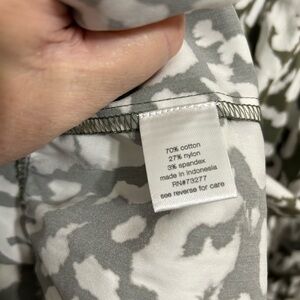 70% cotton
27% nylon
3% spandex
made in indonesia
RN#73277
see reverse for care